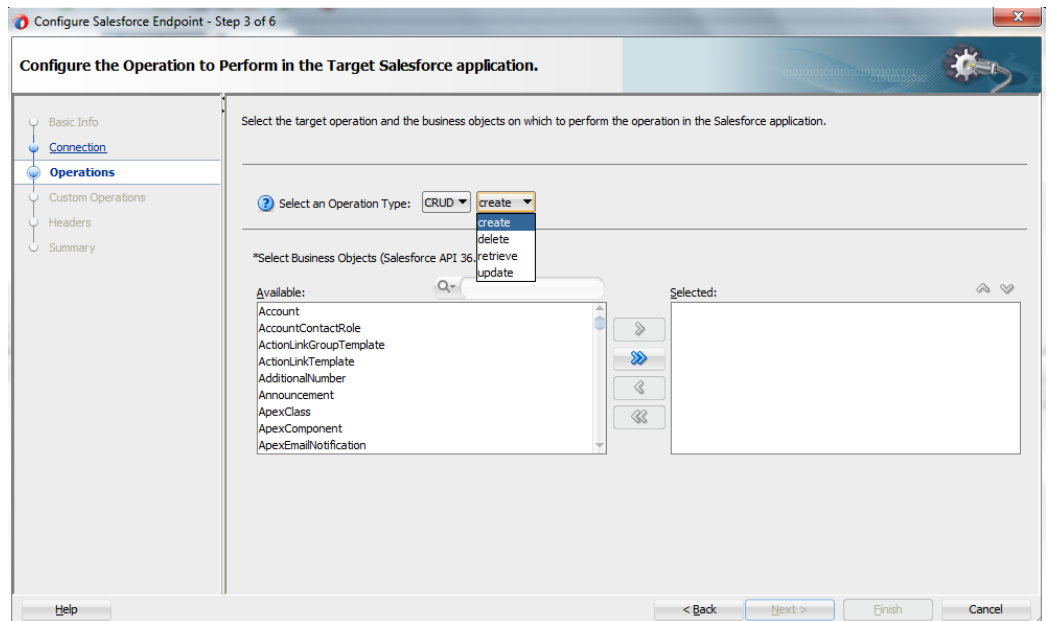 Configure Salesforce Endpoint - Step 3 of 6
Configure the Operation to Perform in the Target Salesforce application.
Basic Info
Connection
Operations
Custom Operations
Headers
Summary
Select the target operation and the business objects on which to perform the operation in the Salesforce application.
Select an Operation Type: CRUD create
create
delete
retrieve
update
*Select Business Objects (Salesforce API 36.
Available:
Account
AccountContactRole
ActionLinkGroupTemplate
ActionLinkTemplate
AdditionalNumber
Announcement
ApexClass
ApexComponent
ApexEmailNotification
Selected:
Help
< Back
Next >
Finish
Cancel